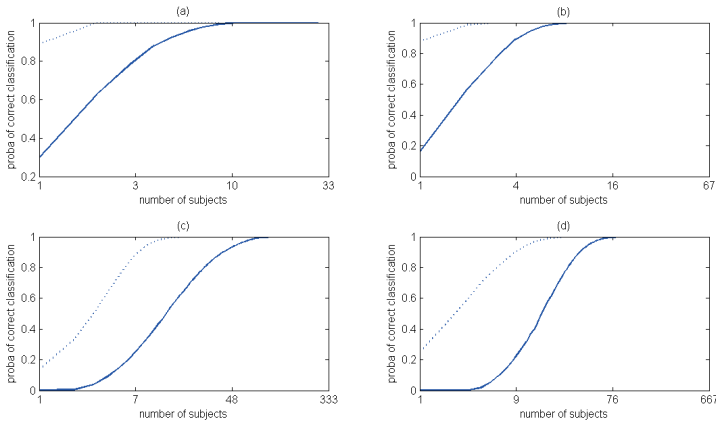 (a)
proba of correct classification
1
0.8
0.6
0.4
0.2
1 3 10 33
number of subjects
(b)
proba of correct classification
1
0.8
0.6
0.4
0.2
0
1 4 16 67
number of subjects
(c)
proba of correct classification
1
0.8
0.6
0.4
0.2
0
1 7 48 333
number of subjects
(d)
proba of correct classification
1
0.8
0.6
0.4
0.2
0
1 9 76 667
number of subjects